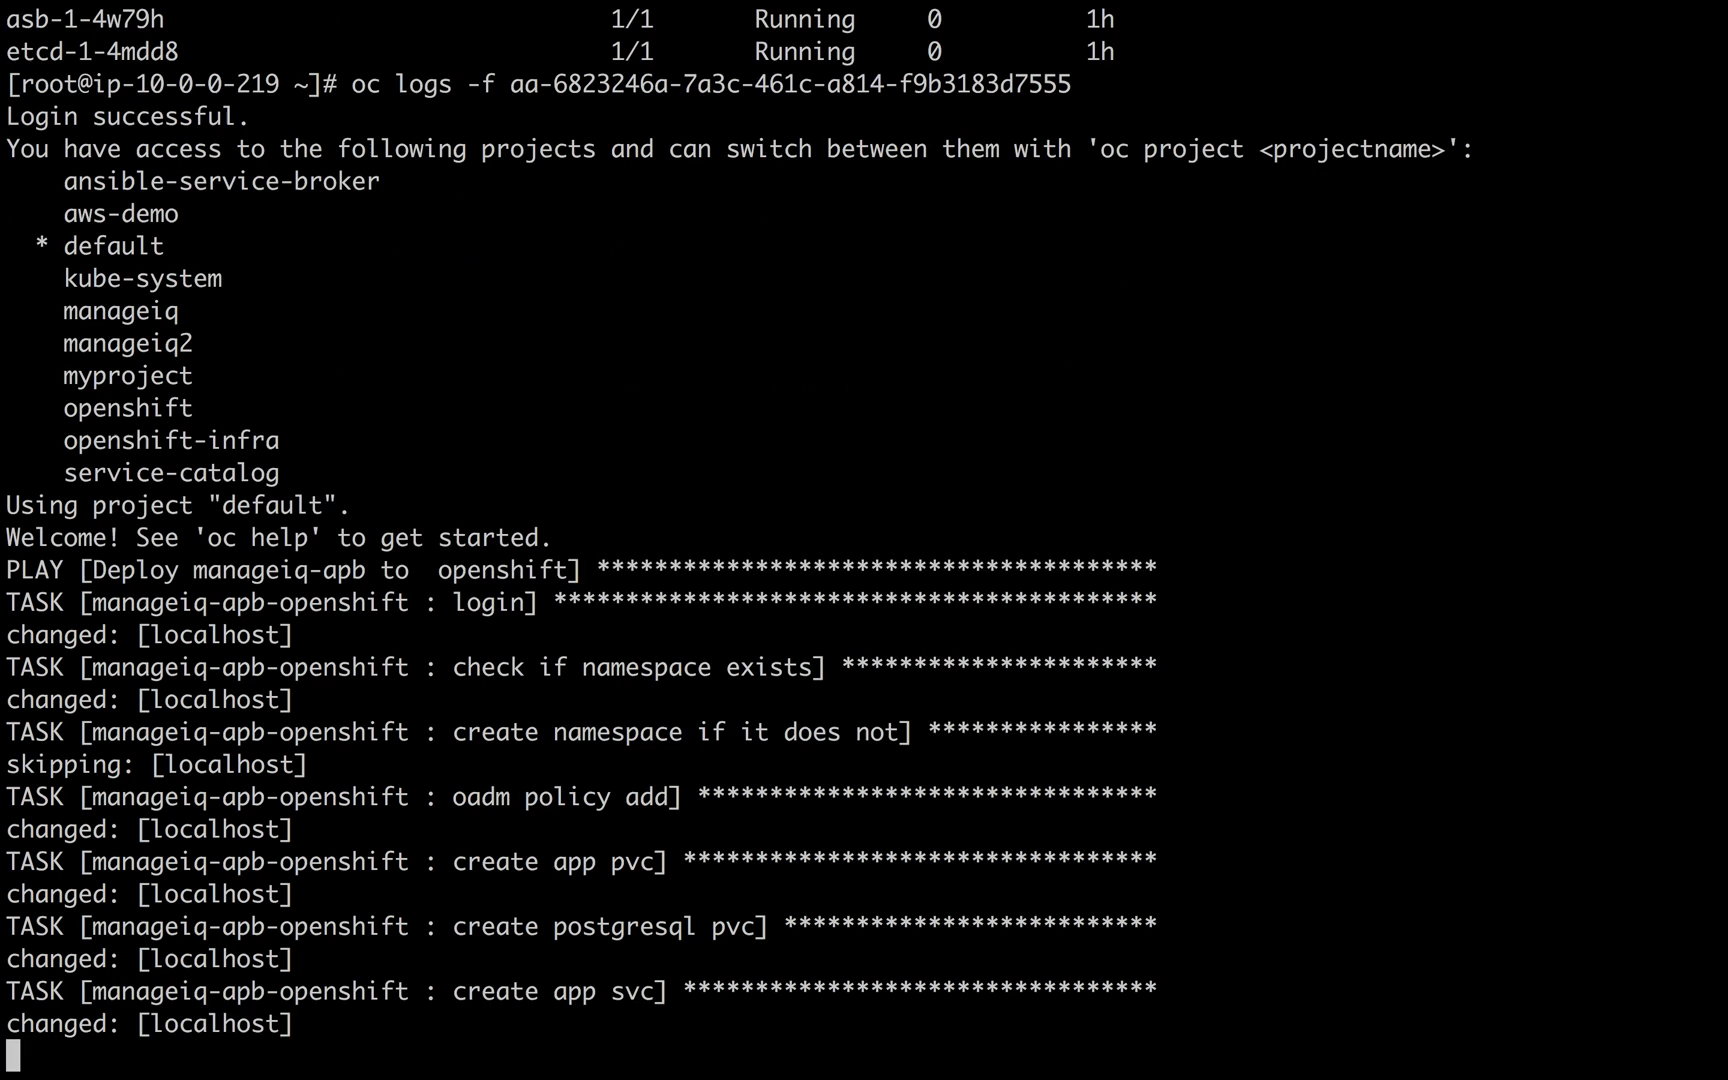 asb-1-4w79h 1/1 Running 0 1h
etcd-1-4mdd8 1/1 Running 0 1h
[root@ip-10-0-0-219 ~]# oc logs -f aa-6823246a-7a3c-461c-a814-f9b3183d7555
Login successful.
You have access to the following projects and can switch between them with 'oc project <projectname>':
ansible-service-broker
aws-demo
* default
kube-system
manageiq
manageiq2
myproject
openshift
openshift-infra
service-catalog
Using project "default".
Welcome! See 'oc help' to get started.
PLAY [Deploy manageiq-apb to  openshift] ***************************************
TASK [manageiq-apb-openshift : login] ******************************************
changed: [localhost]
TASK [manageiq-apb-openshift : check if namespace exists] **********************
changed: [localhost]
TASK [manageiq-apb-openshift : create namespace if it does not] ****************
skipping: [localhost]
TASK [manageiq-apb-openshift : oadm policy add] ********************************
changed: [localhost]
TASK [manageiq-apb-openshift : create app pvc] *********************************
changed: [localhost]
TASK [manageiq-apb-openshift : create postgresql pvc] **************************
changed: [localhost]
TASK [manageiq-apb-openshift : create app svc] *********************************
changed: [localhost]